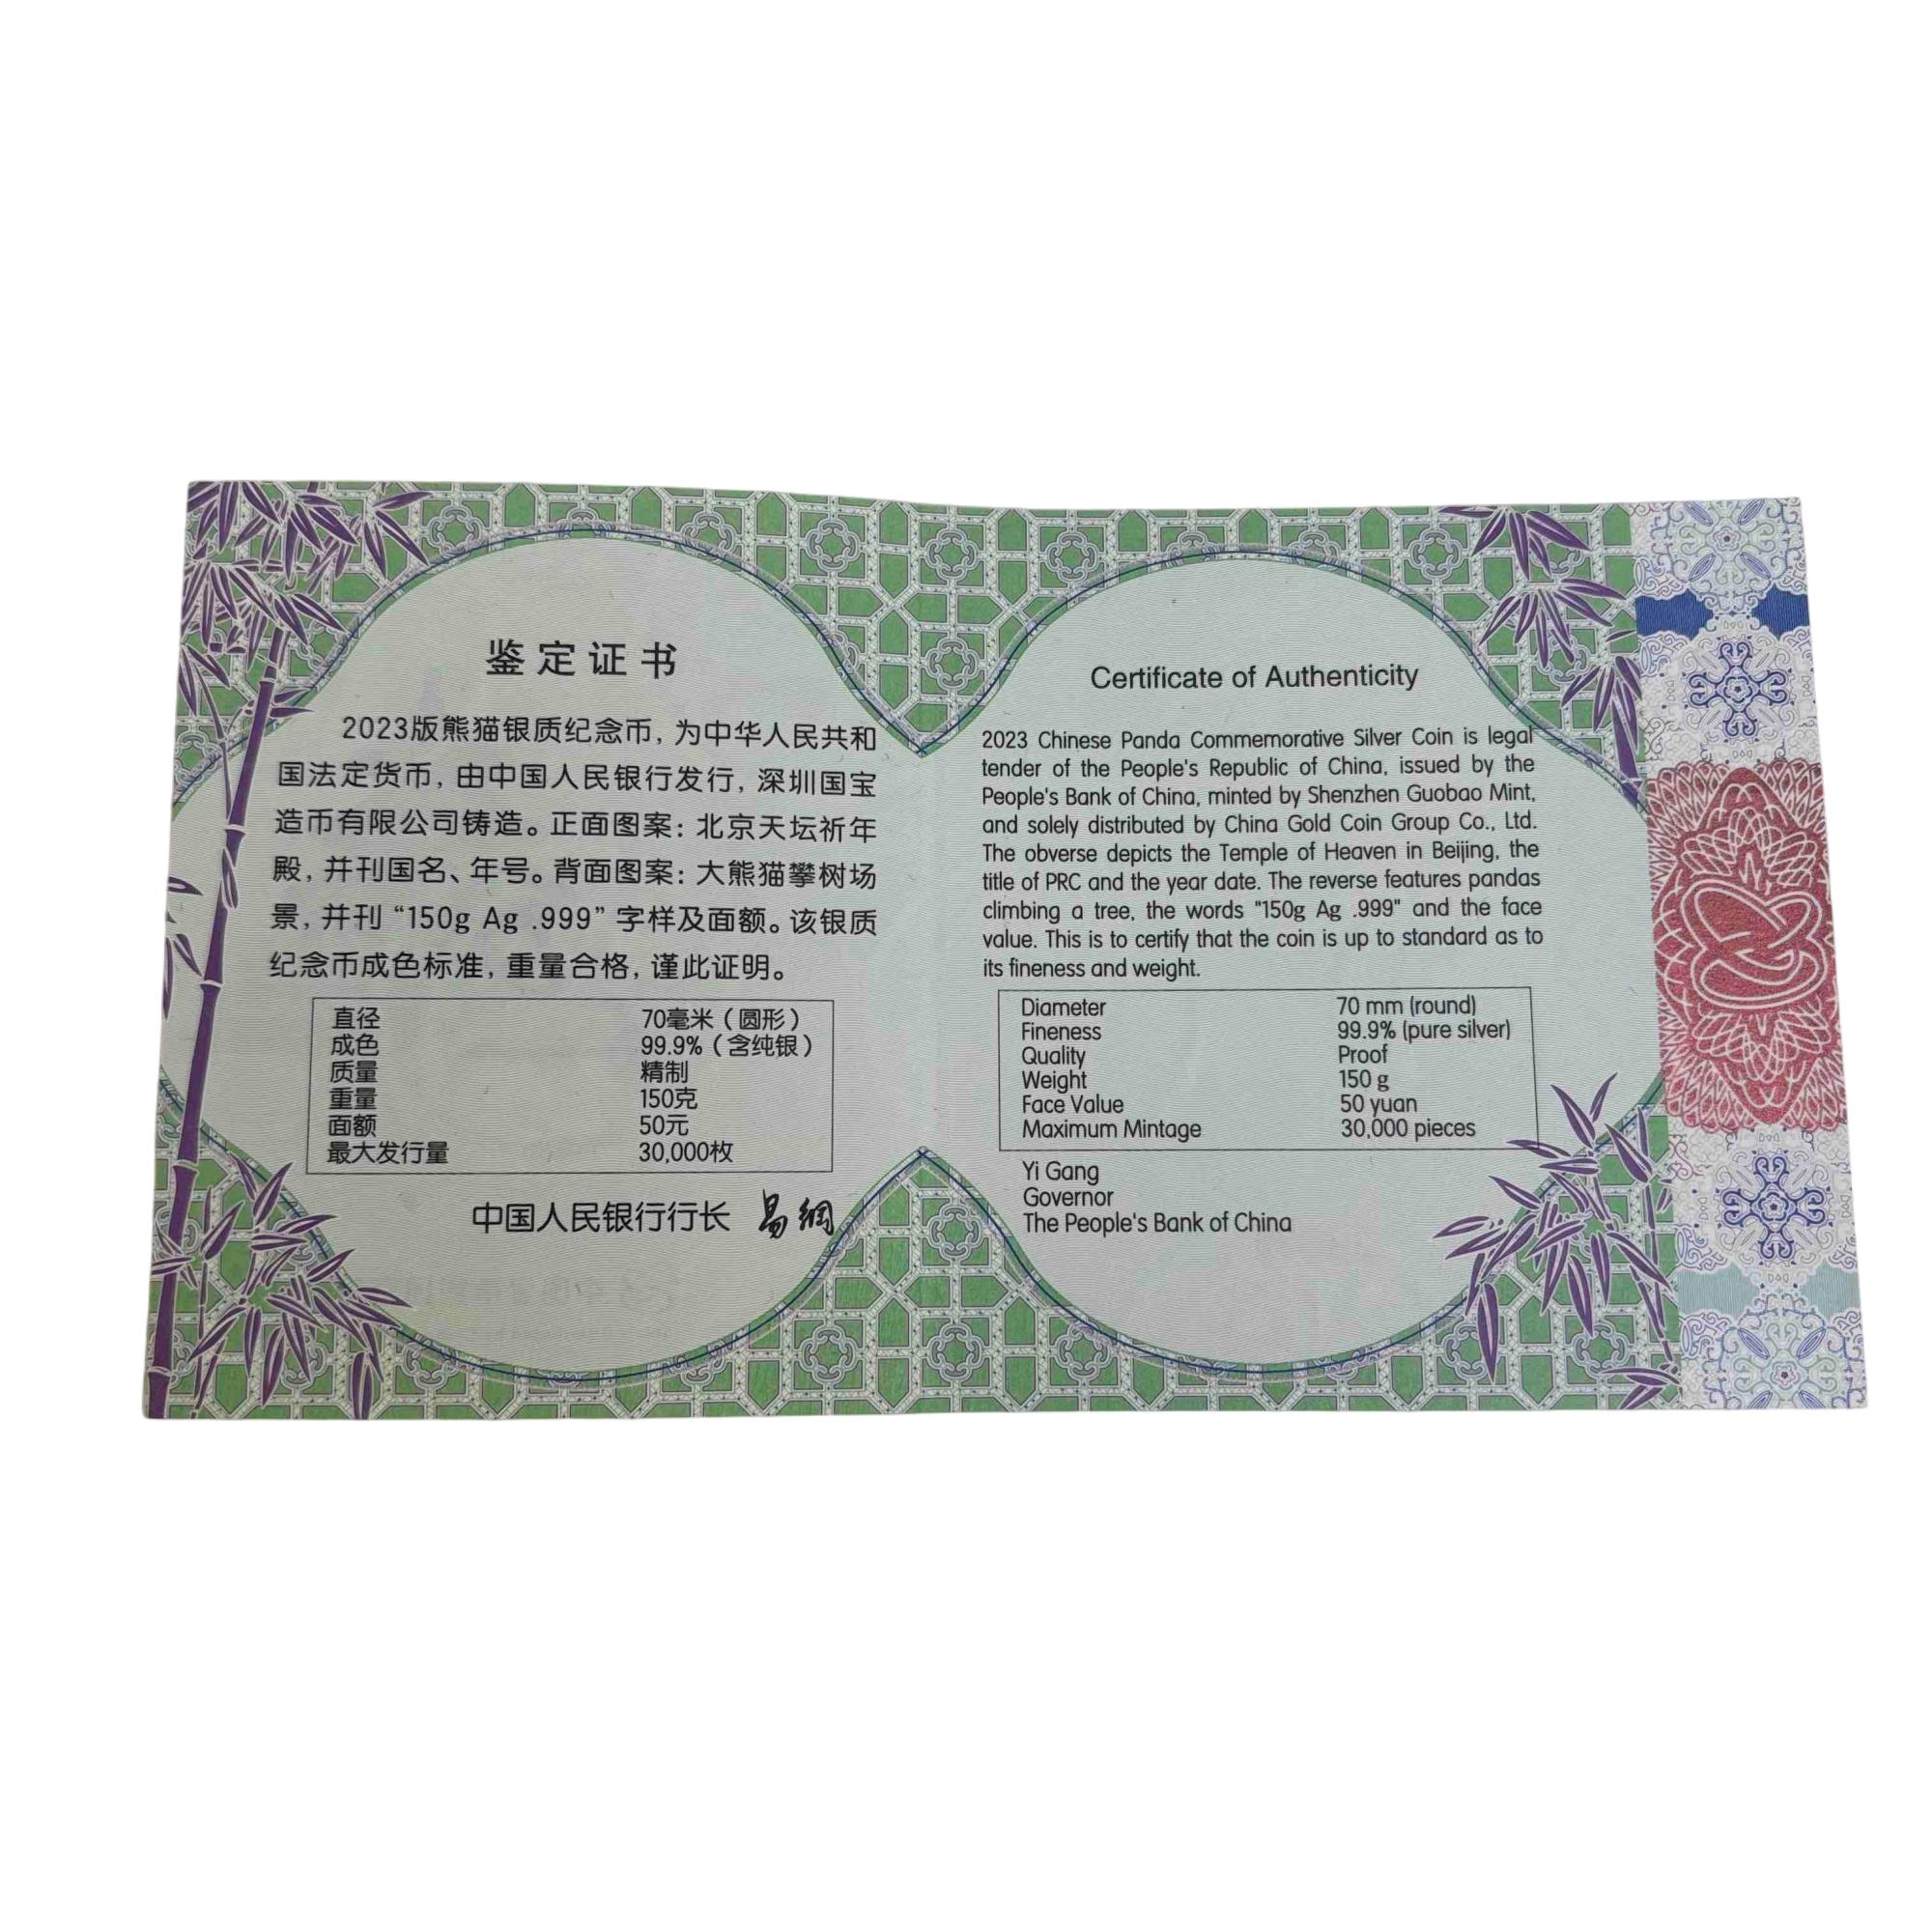 鉴定证书
2023版熊猫银质纪念币, 为中华人民共和
国法定货币, 由中国人民银行发行, 深圳国宝
造币有限公司铸造。正面图案: 北京天坛祈年
殿, 并刊国名、年号。背面图案: 大熊猫攀树场
景, 并刊 “150g Ag .999” 字样及面额。该银质
纪念币成色标准, 重量合格, 谨此证明。
直径 70毫米（圆形）
成色 99.9%（含纯银）
质量 精制
重量 150克
面额 50元
最大发行量 30,000枚
中国人民银行行长 易纲
Certificate of Authenticity
2023 Chinese Panda Commemorative Silver Coin is legal
tender of the People's Republic of China, issued by the
People's Bank of China, minted by Shenzhen Guobao Mint,
and solely distributed by China Gold Coin Group Co., Ltd.
The obverse depicts the Temple of Heaven in Beijing, the
title of PRC and the year date. The reverse features pandas
climbing a tree, the words "150g Ag .999" and the face
value. This is to certify that the coin is up to standard as to
its fineness and weight.
Diameter 70 mm (round)
Fineness 99.9% (pure silver)
Quality Proof
Weight 150 g
Face Value 50 yuan
Maximum Mintage 30,000 pieces
Yi Gang
Governor
The People's Bank of China